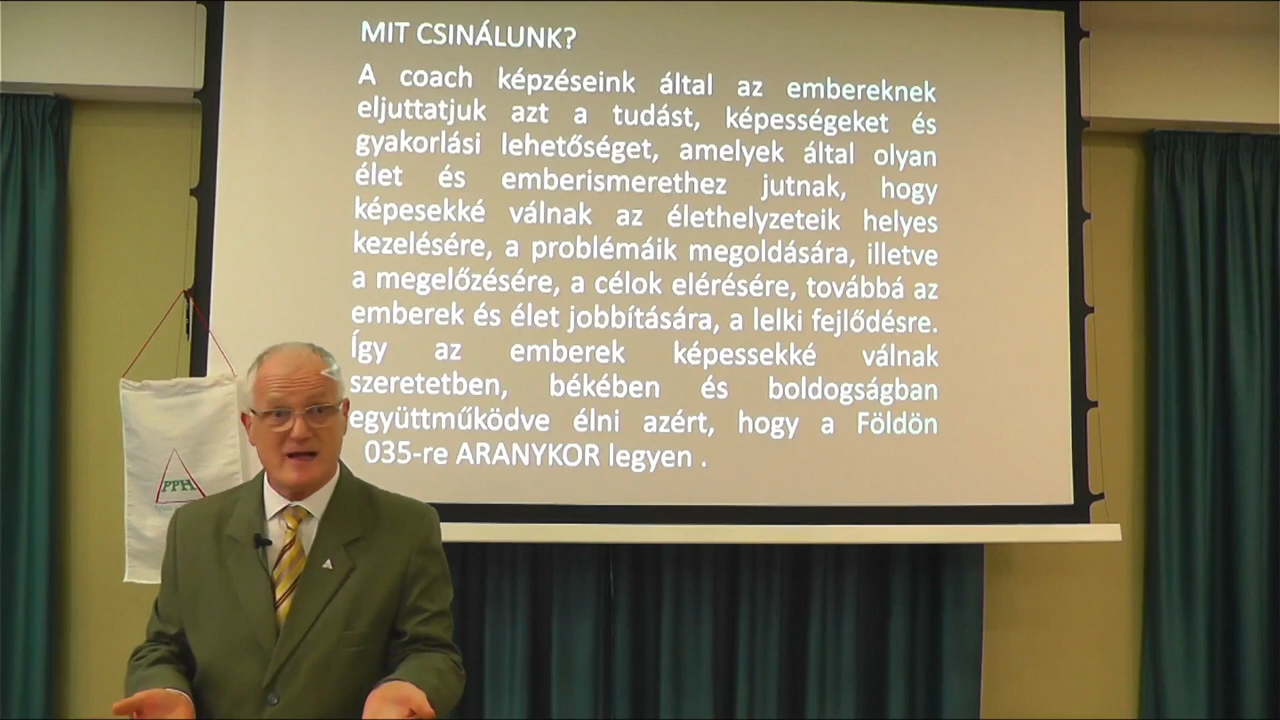 MIT CSINÁLUNK?
A coach képzéseink által az embereknek
eljuttatjuk azt a tudást, képességeket és
gyakorlási lehetőséget, amelyek által olyan
élet és emberismerethez jutnak, hogy
képesekké válnak az élethelyzeteik helyes
kezelésére, a problémáik megoldására, illetve
a megelőzésére, a célok elérésére, továbbá az
emberek és élet jobbítására, a lelki fejlődésre.
Így az emberek képessekké válnak
szeretetben, békében és boldogságban
együttműködve élni azért, hogy a Földön
035-re ARANYKOR legyen .
PPH